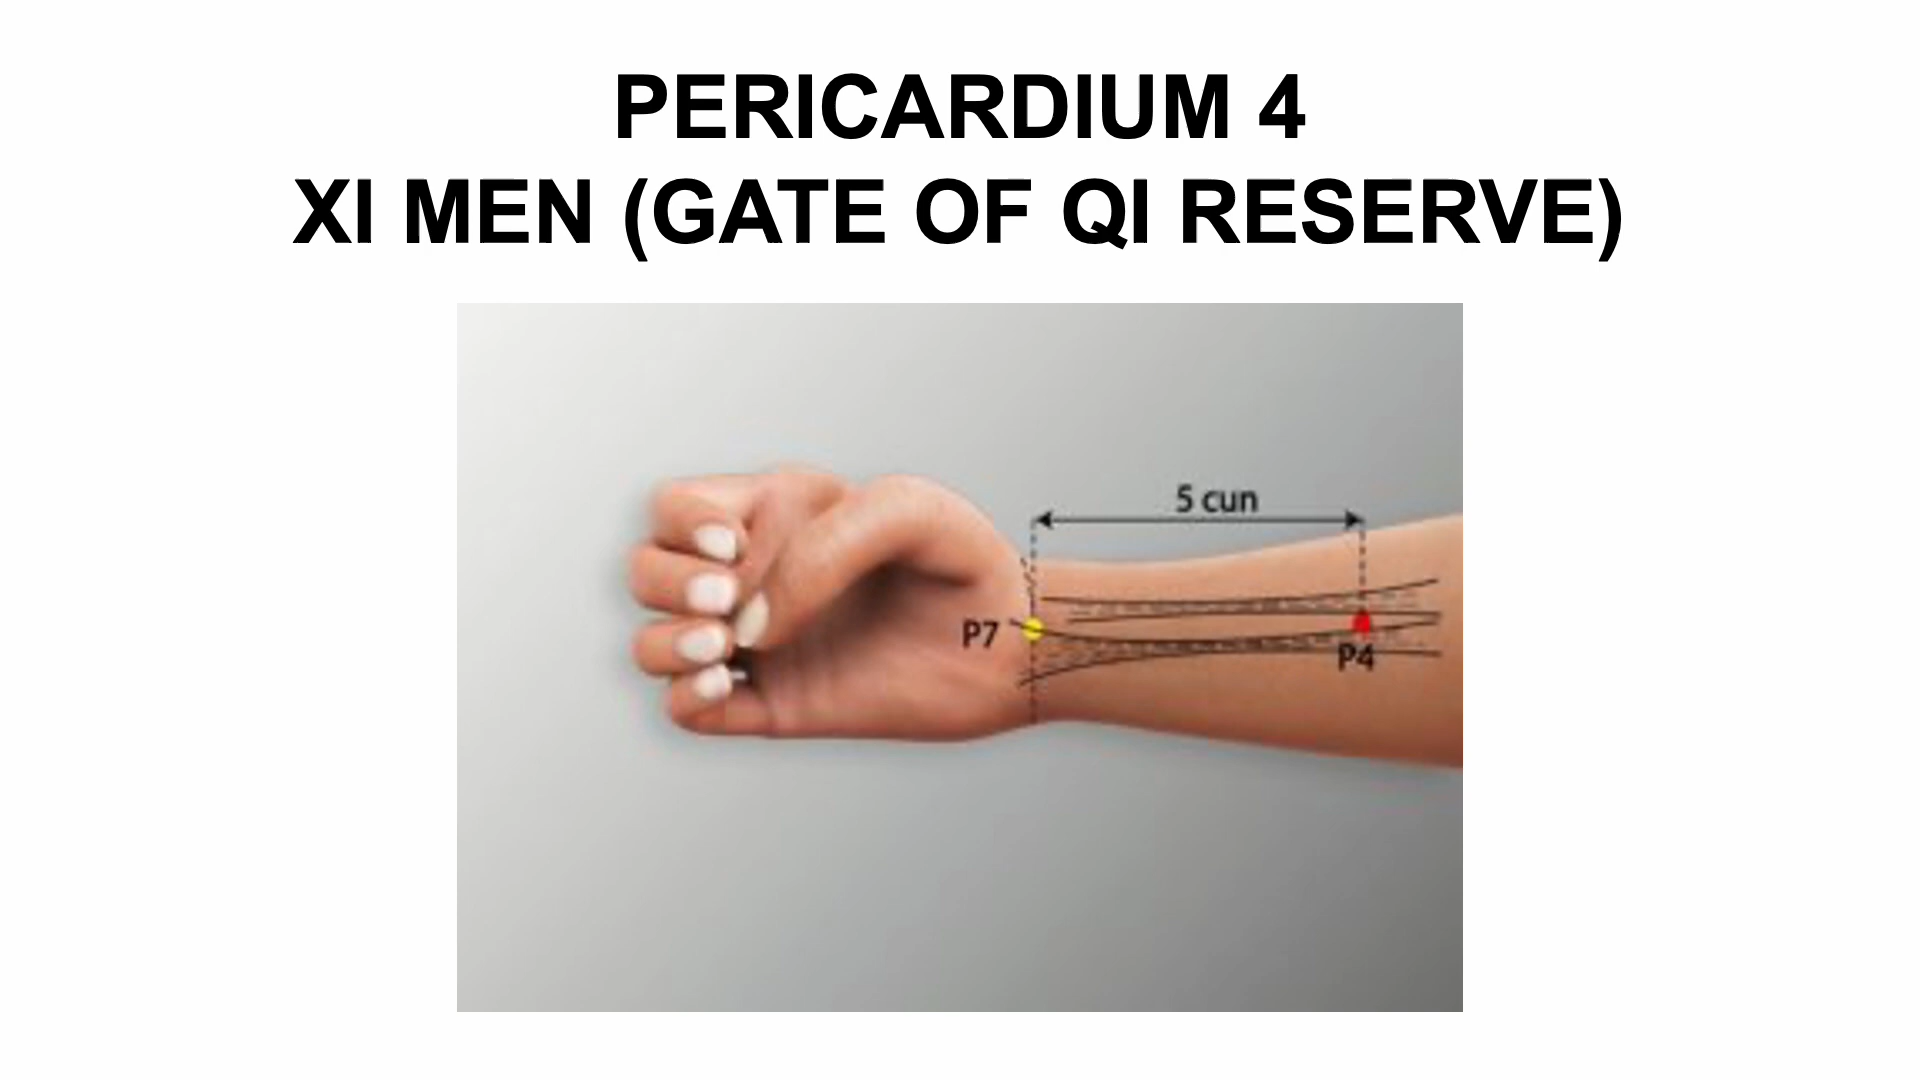 PERICARDIUM 4
XI MEN (GATE OF QI RESERVE)
5 cun
P7
P4